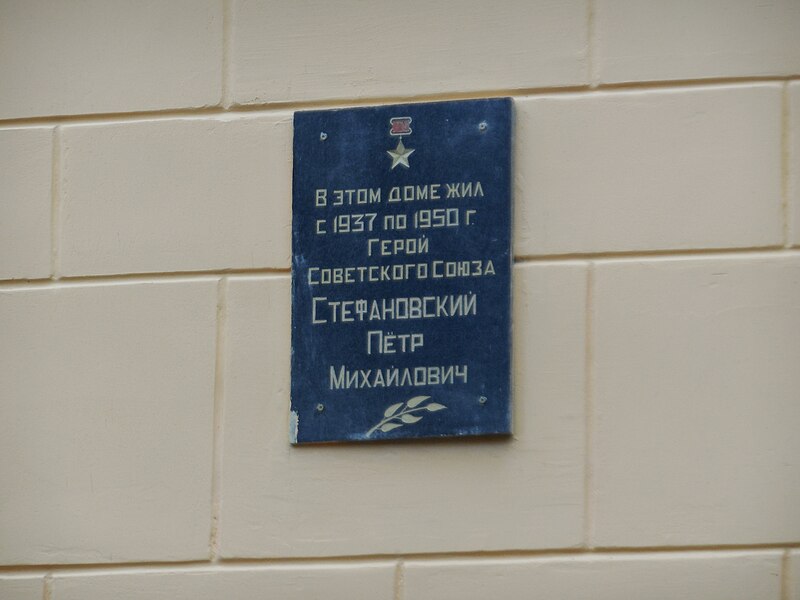 В ЭТОМ ДОМЕ ЖИЛ
С 1937 ПО 1950 Г.
ГЕРОЙ
СОВЕТСКОГО СОЮЗА
СТЕФАНОВСКИЙ
ПЁТР
МИХАЙЛОВИЧ